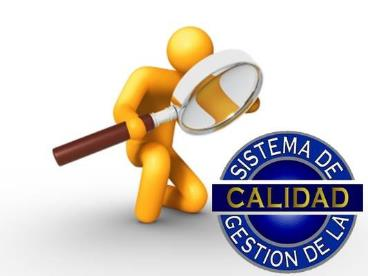 SISTEMA DE
CALIDAD
GESTION DE LA